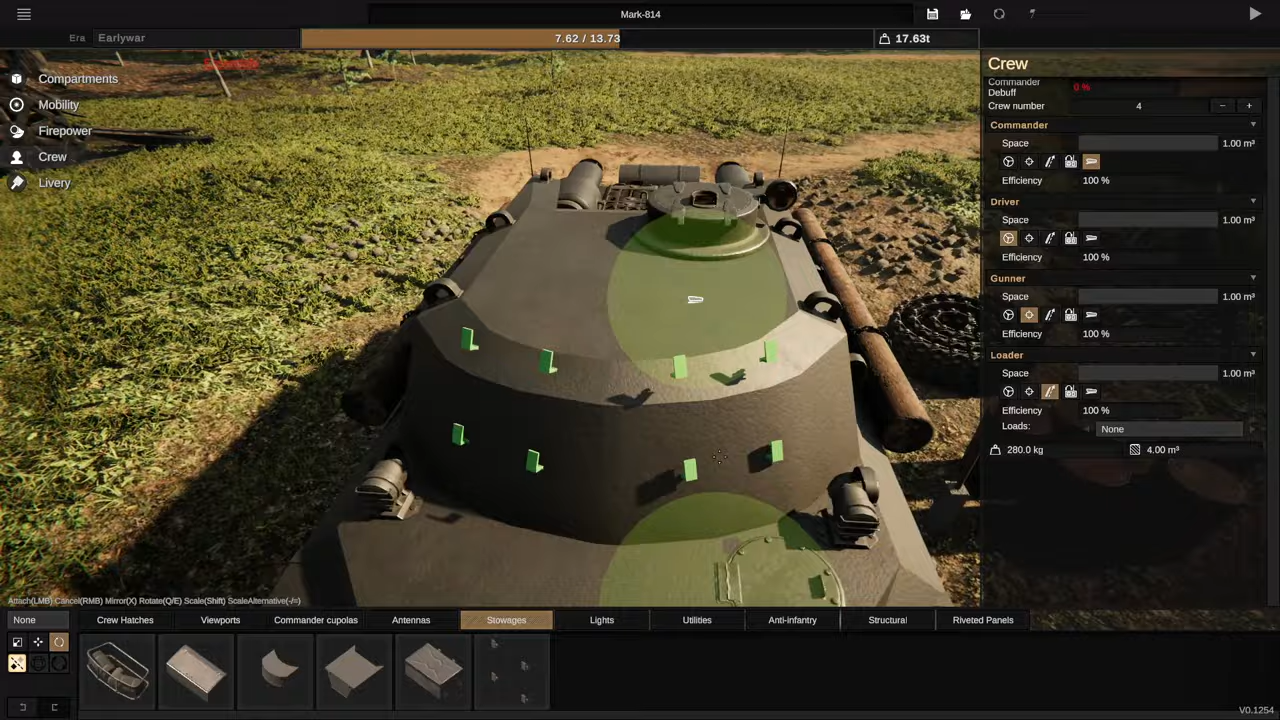 Mark-814
Era Earlywar 7.62 / 13.73 17.63t
Compartments
Mobility
Firepower
Crew
Livery
Crew
Commander
Debuff 0 %
Crew number 4 − +
Commander
Space 1.00 m³
Efficiency 100 %
Driver
Space 1.00 m³
Efficiency 100 %
Gunner
Space 1.00 m³
Efficiency 100 %
Loader
Space 1.00 m³
Efficiency 100 %
Loads: None
280.0 kg 4.00 m³
Attach(LMB) Cancel(RMB) Mirror(X) Rotate(Q/E) Scale(Shift) ScaleAlternative(-/=)
None Crew Hatches Viewports Commander cupolas Antennas Stowages Lights Utilities Anti-infantry Structural Riveted Panels
V0.1254